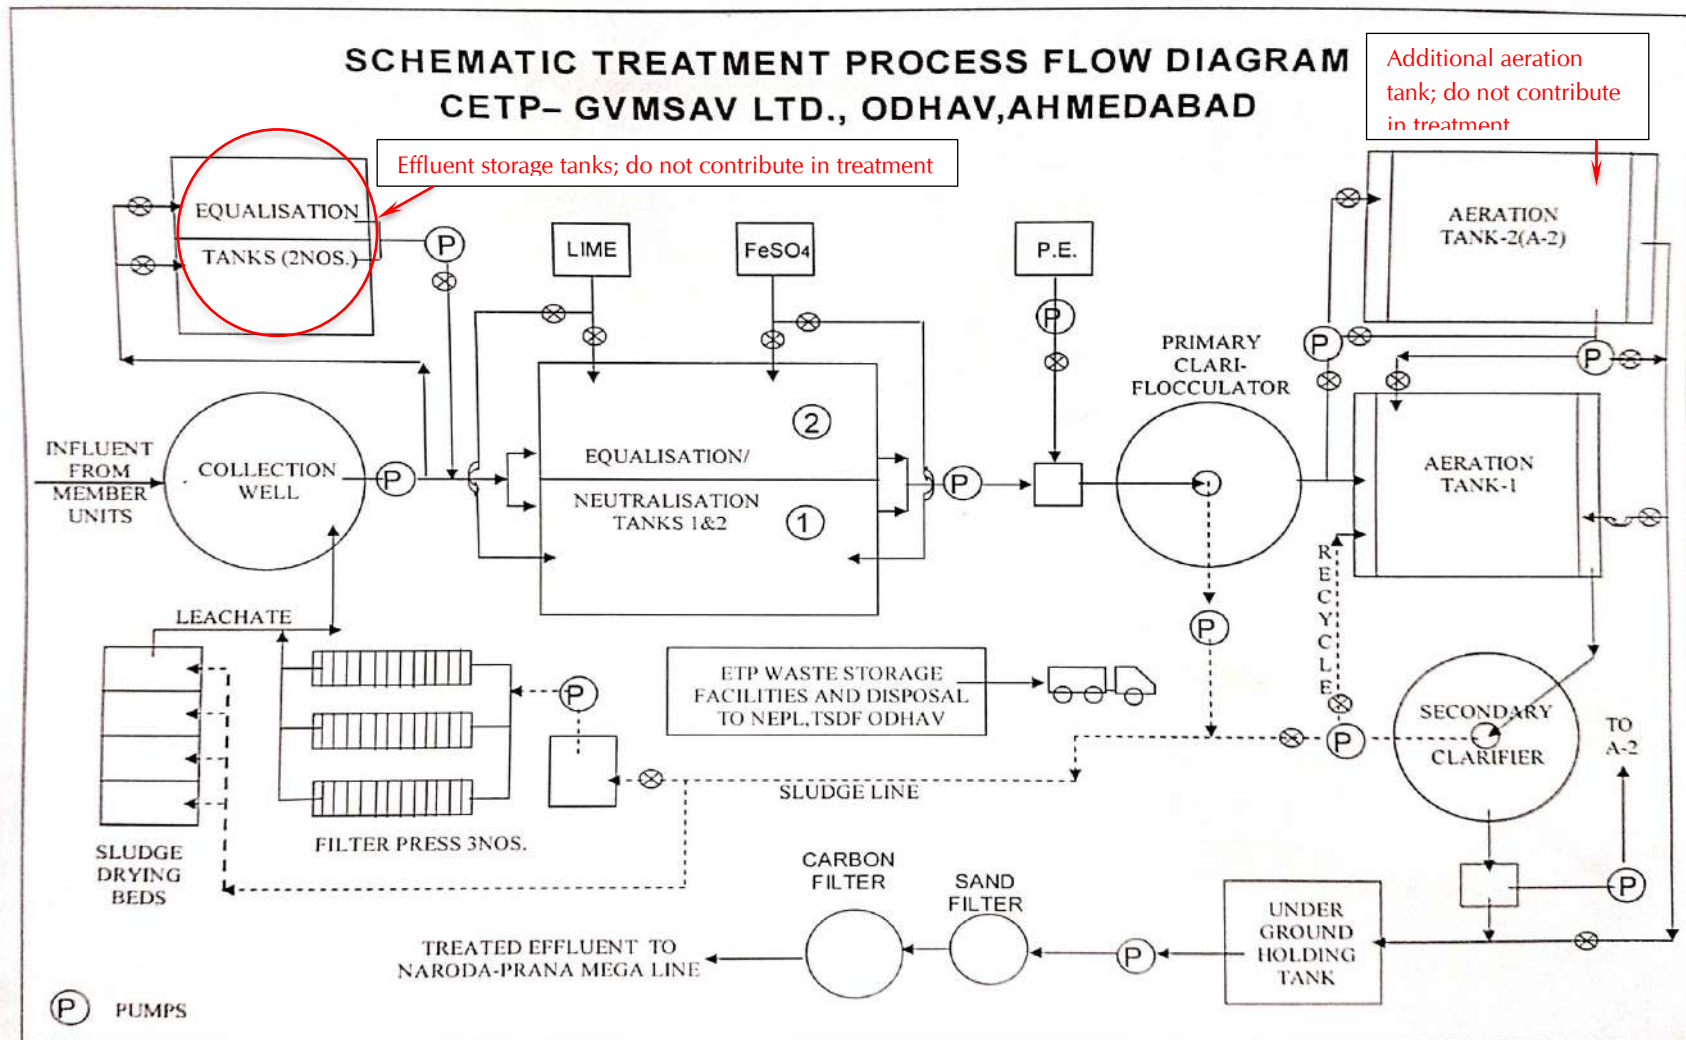 SCHEMATIC TREATMENT PROCESS FLOW DIAGRAM
CETP– GVMSAV LTD., ODHAV,AHMEDABAD
Additional aeration
tank; do not contribute
in treatment
Effluent storage tanks; do not contribute in treatment
EQUALISATION
TANKS (2NOS.)
P
LIME
FeSO4
P.E.
P
AERATION
TANK-2(A-2)
P
P
PRIMARY
CLARI-
FLOCCULATOR
INFLUENT
FROM
MEMBER
UNITS
COLLECTION
WELL
P
2
EQUALISATION/
NEUTRALISATION
TANKS 1&2
1
P
AERATION
TANK-1
RECYCLE
LEACHATE
P
ETP WASTE STORAGE
FACILITIES AND DISPOSAL
TO NEPL,TSDF ODHAV
P
SECONDARY
CLARIFIER
P
TO
A-2
SLUDGE LINE
SLUDGE
DRYING
BEDS
FILTER PRESS 3NOS.
CARBON
FILTER
SAND
FILTER
P
UNDER
GROUND
HOLDING
TANK
P
TREATED EFFLUENT TO
NARODA-PRANA MEGA LINE
P PUMPS